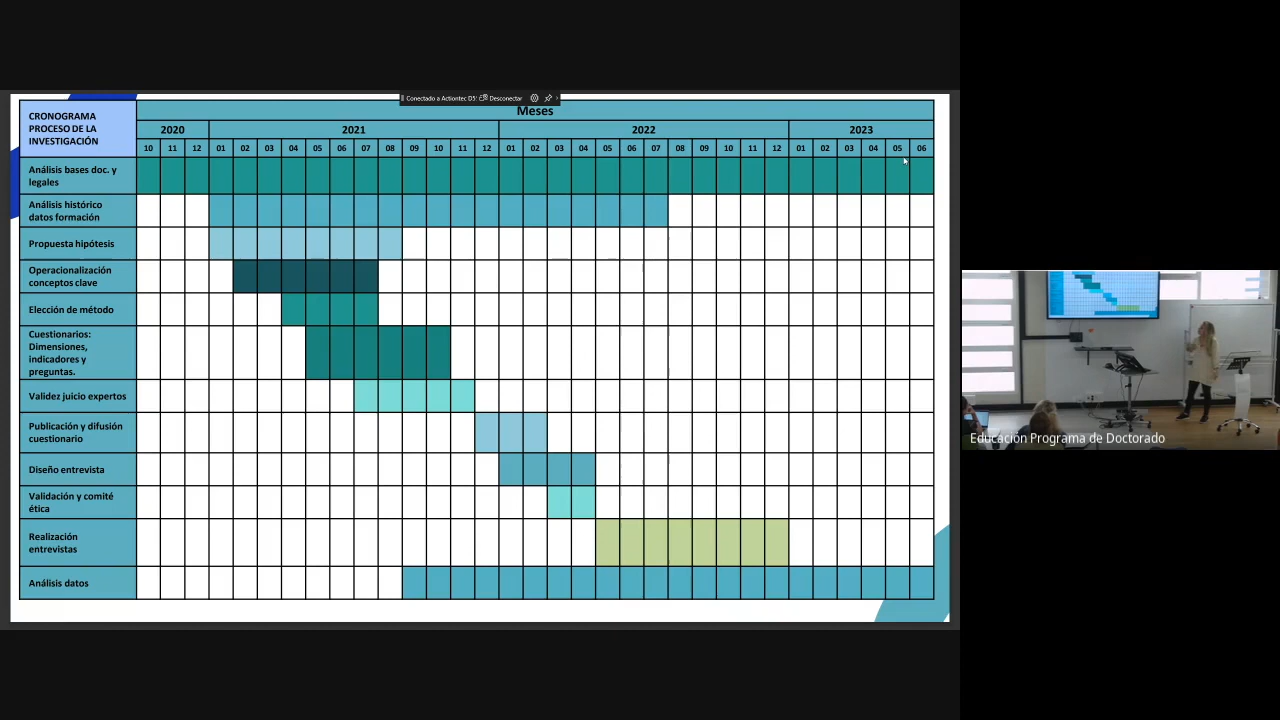 Conectado a Actiontec DS Desconectar
Meses
CRONOGRAMA
PROCESO DE LA
INVESTIGACIÓN
2020 2021 2022 2023
10 11 12 01 02 03 04 05 06 07 09 10 11 12 01 02 03 04 05 06 07 08 09 10 11 12 01 02 03 04 05 06
Análisis bases doc. y
legales
Análisis histórico
datos formación
Propuesta hipótesis
Operacionalización
conceptos clave
Elección de método
Cuestionarios:
Dimensiones,
indicadores y
preguntas.
Validez juicio expertos
Publicación y difusión
cuestionario
Diseño entrevista
Validación y comité
ética
Realización
entrevistas
Análisis datos
Educación Programa de Doctorado